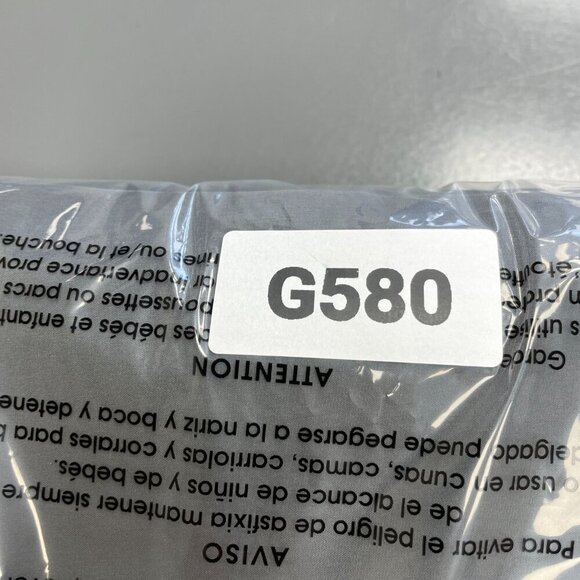 G580
AVISO
Para evitar el peligro de asfixia mantener siempre
de el alcance de niños y de bebés.
usar en cunas, camas, carriolas y corrales para
delgado puede pegarse a la nariz y boca y
ATTENTION
des bébés et
poussettes ou parcs
inadvertance
ou/et la bouche.